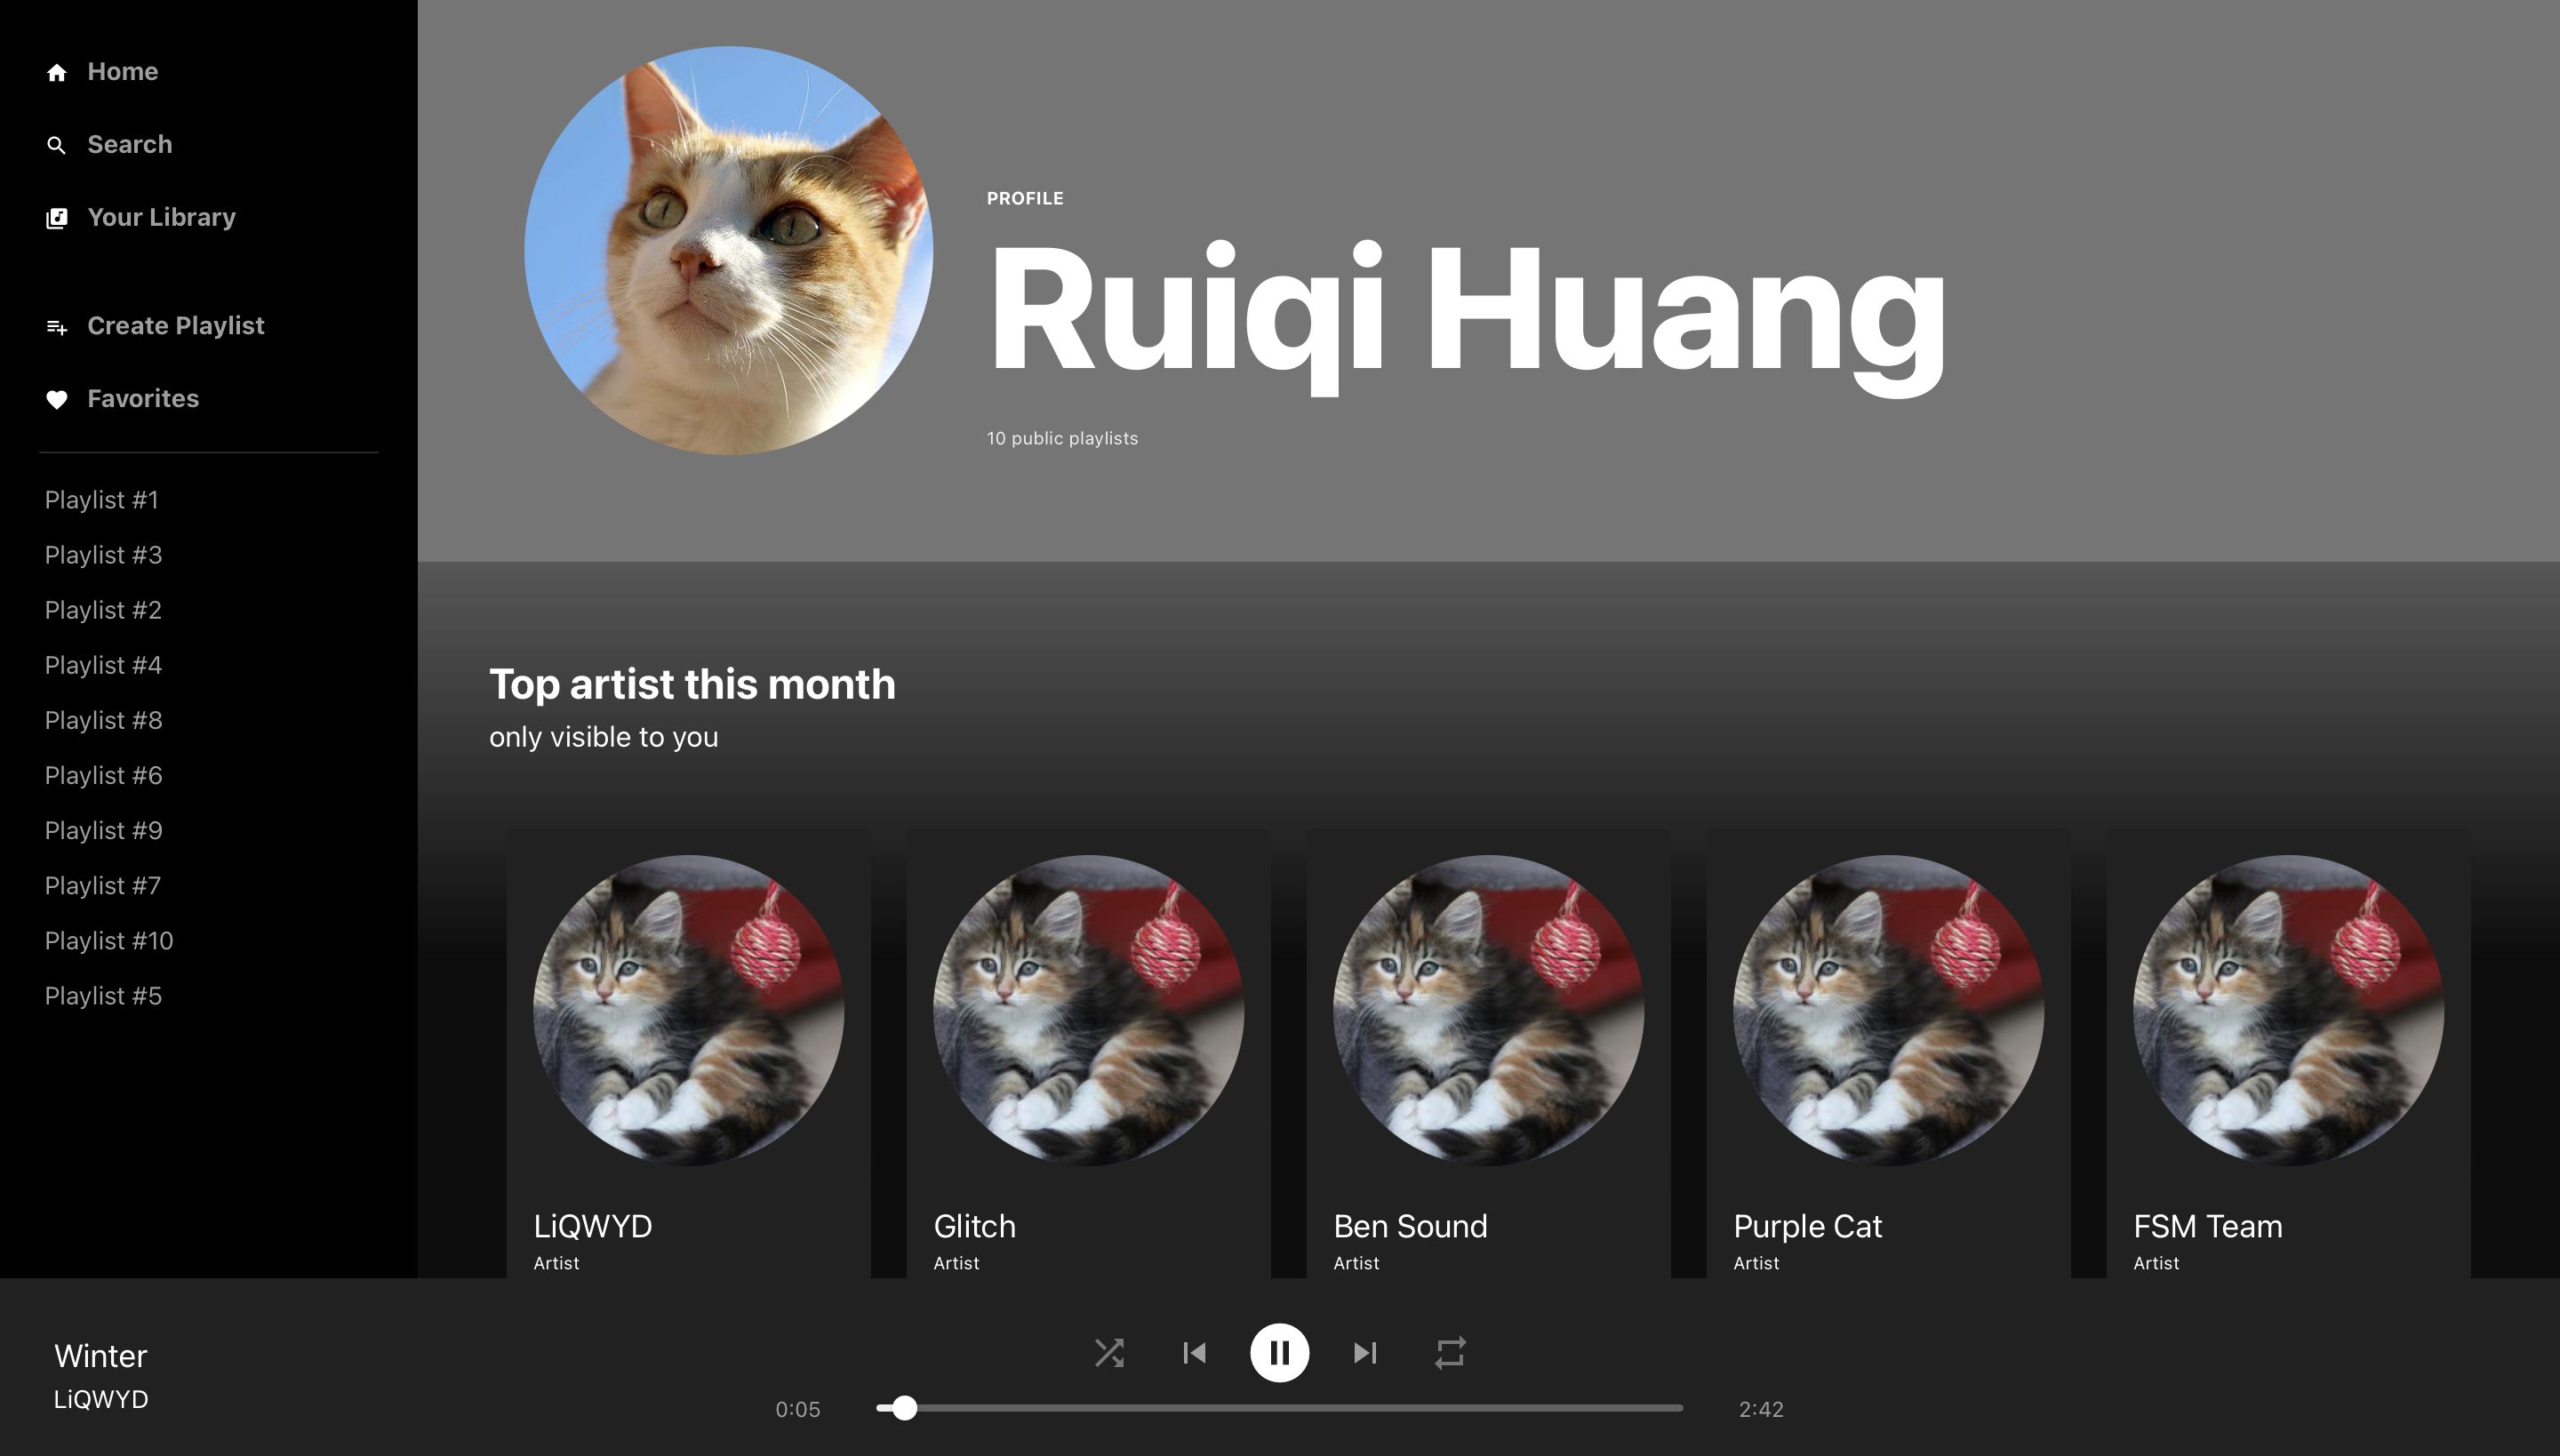 Home
Search
Your Library
Create Playlist
Favorites
Playlist #1
Playlist #3
Playlist #2
Playlist #4
Playlist #8
Playlist #6
Playlist #9
Playlist #7
Playlist #10
Playlist #5
PROFILE
Ruiqi Huang
10 public playlists
Top artist this month
only visible to you
LiQWYD
Artist
Glitch
Artist
Ben Sound
Artist
Purple Cat
Artist
FSM Team
Artist
Winter
LiQWYD
0:05
2:42